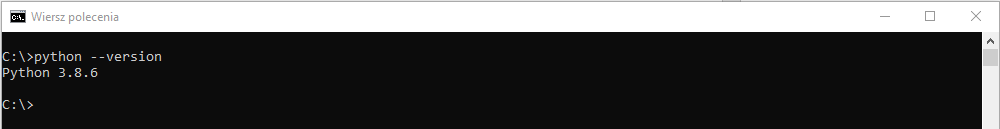 Wiersz polecenia
C:\>python --version
Python 3.8.6
C:\>